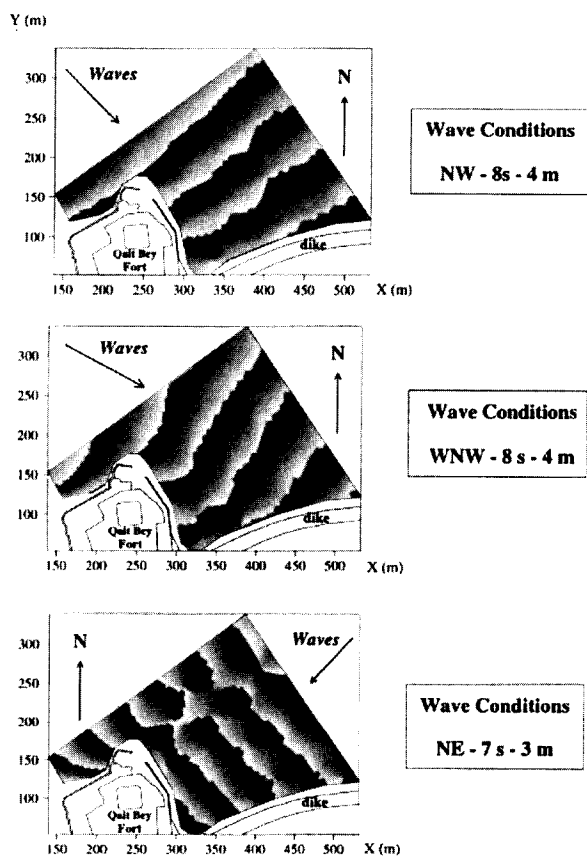 Y (m)
300
250
200
150
100
Waves
N
Quit Bey
Fort
dike
150 200 250 300 350 400 450 500
X (m)
Wave Conditions
NW - 8s - 4 m
300
250
200
150
100
Waves
N
Quit Bey
Fort
dike
150 200 250 300 350 400 450 500
X (m)
Wave Conditions
WNW - 8 s - 4 m
300
250
200
150
100
N
Waves
Quit Bey
Fort
dike
150 200 250 300 350 400 450 500
X (m)
Wave Conditions
NE - 7 s - 3 m